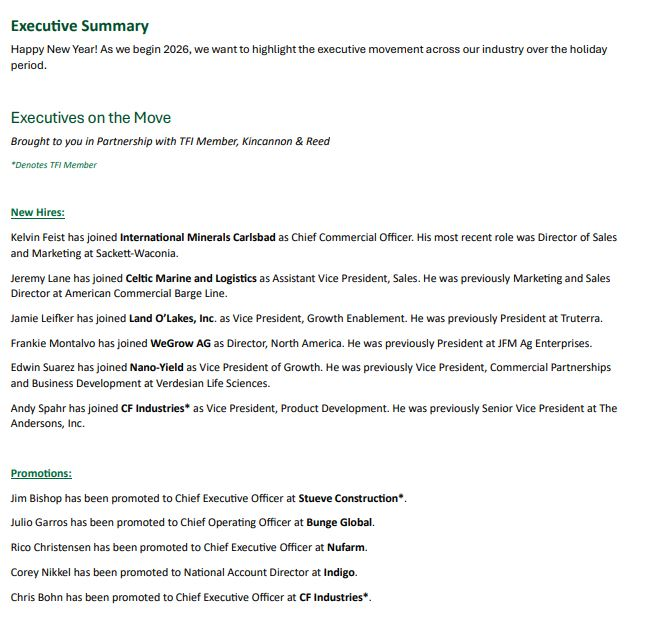 Executive Summary
Happy New Year! As we begin 2026, we want to highlight the executive movement across our industry over the holiday
period.
Executives on the Move
Brought to you in Partnership with TFI Member, Kincannon & Reed
*Denotes TFI Member
New Hires:
Kelvin Feist has joined International Minerals Carlsbad as Chief Commercial Officer. His most recent role was Director of Sales
and Marketing at Sackett-Waconia.
Jeremy Lane has joined Celtic Marine and Logistics as Assistant Vice President, Sales. He was previously Marketing and Sales
Director at American Commercial Barge Line.
Jamie Leifker has joined Land O’Lakes, Inc. as Vice President, Growth Enablement. He was previously President at Truterra.
Frankie Montalvo has joined WeGrow AG as Director, North America. He was previously President at JFM Ag Enterprises.
Edwin Suarez has joined Nano-Yield as Vice President of Growth. He was previously Vice President, Commercial Partnerships
and Business Development at Verdesian Life Sciences.
Andy Spahr has joined CF Industries* as Vice President, Product Development. He was previously Senior Vice President at The
Andersons, Inc.
Promotions:
Jim Bishop has been promoted to Chief Executive Officer at Stueve Construction*.
Julio Garros has been promoted to Chief Operating Officer at Bunge Global.
Rico Christensen has been promoted to Chief Executive Officer at Nufarm.
Corey Nikkel has been promoted to National Account Director at Indigo.
Chris Bohn has been promoted to Chief Executive Officer at CF Industries*.